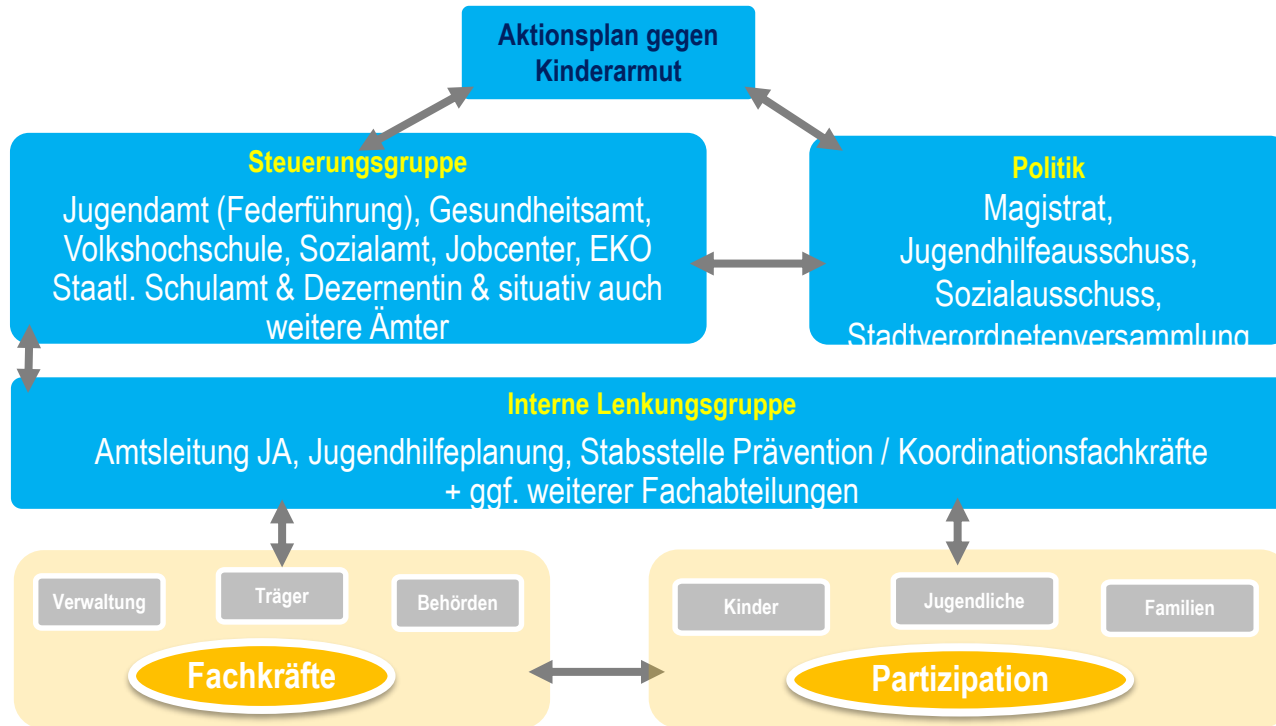 Aktionsplan gegen
Kinderarmut
Steuerungsgruppe
Jugendamt (Federführung), Gesundheitsamt,
Volkshochschule, Sozialamt, Jobcenter, EKO
Staatl. Schulamt & Dezernentin & situativ auch
weitere Ämter
Politik
Magistrat,
Jugendhilfeausschuss,
Sozialausschuss,
Stadtverordnetenversammlung
Interne Lenkungsgruppe
Amtsleitung JA, Jugendhilfeplanung, Stabsstelle Prävention / Koordinationsfachkräfte
+ ggf. weiterer Fachabteilungen
Verwaltung
Träger
Behörden
Fachkräfte
Kinder
Jugendliche
Familien
Partizipation